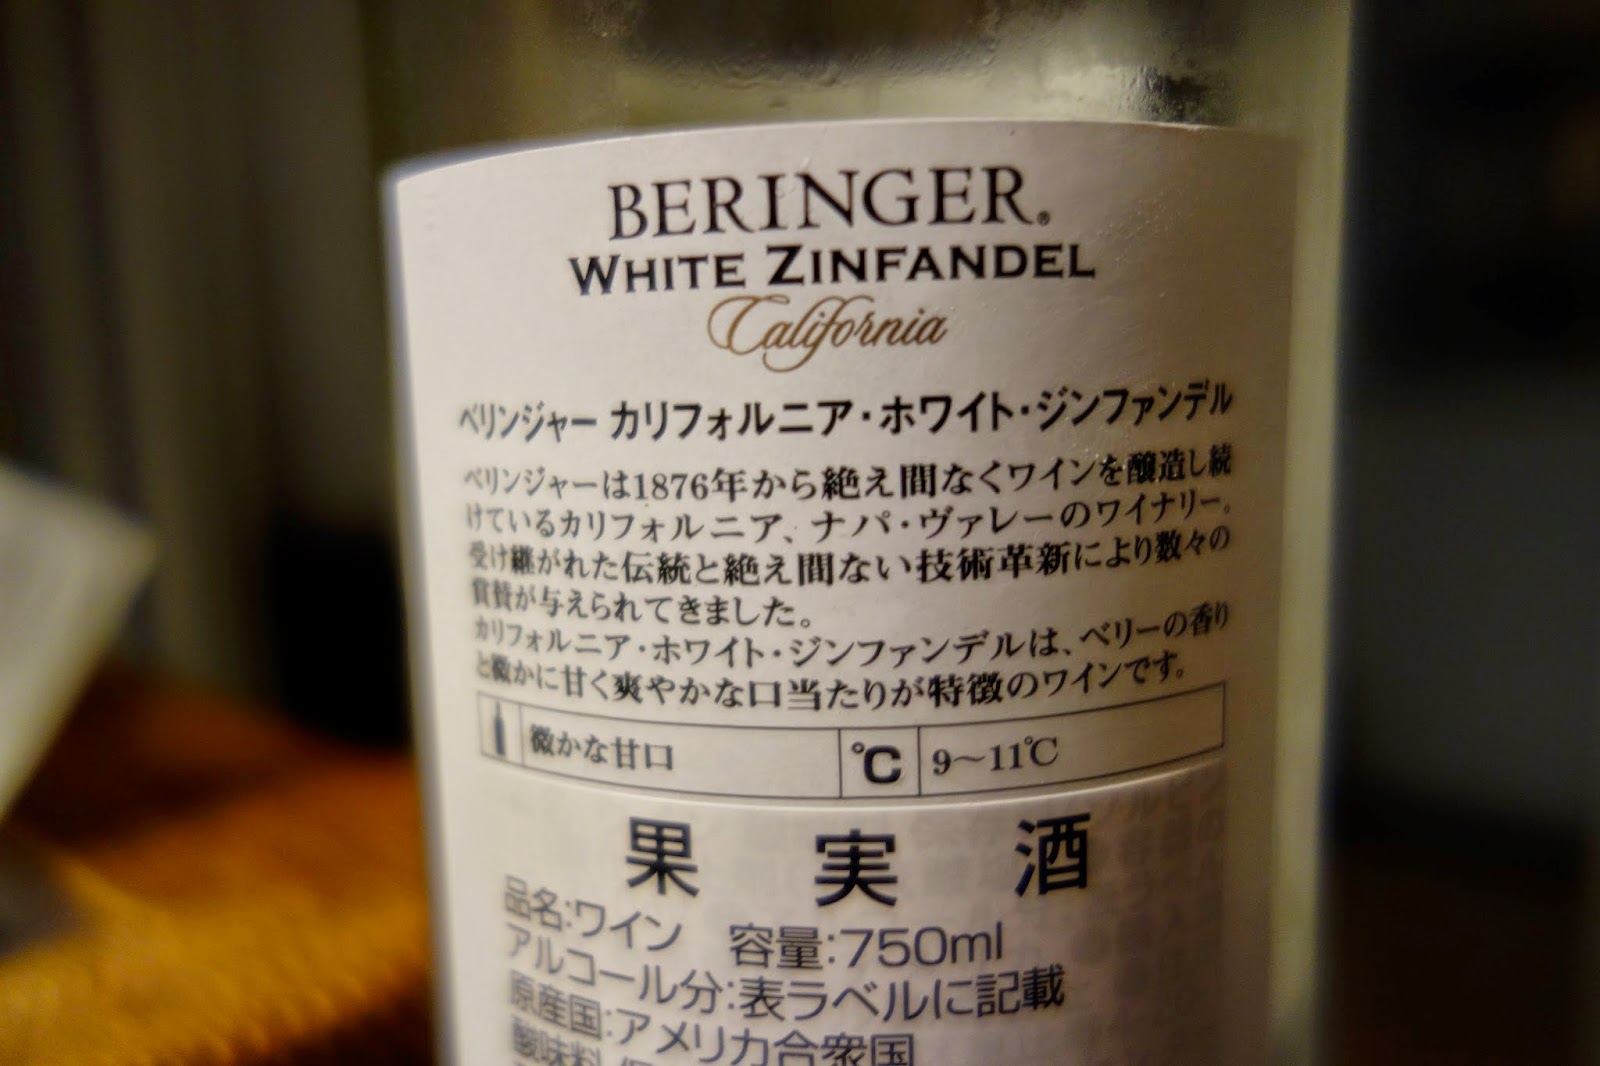 BERINGER®
WHITE ZINFANDEL
California
ベリンジャー カリフォルニア・ホワイト・ジンファンデル
ベリンジャーは1876年から絶え間なくワインを醸造し続
けているカリフォルニア、ナパ・ヴァレーのワイナリー。
受け継がれた伝統と絶え間ない技術革新により数々の
賞賛が与えられてきました。
カリフォルニア・ホワイト・ジンファンデルは、ベリーの香り
と微かに甘く爽やかな口当たりが特徴のワインです。
微かな甘口 ℃ 9～11℃
果実酒
品名:ワイン 容量:750ml
アルコール分:表ラベルに記載
原産国:アメリカ合衆国
酸味料